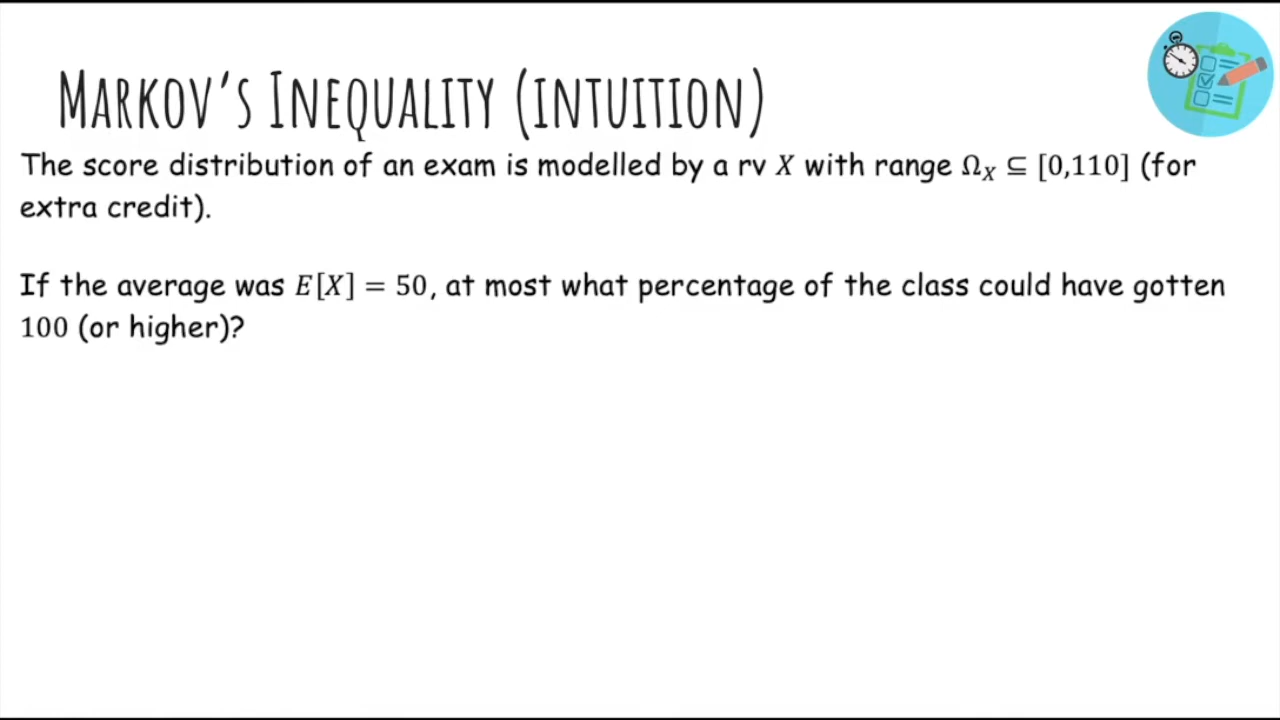 MARKOV'S INEQUALITY (INTUITION)
The score distribution of an exam is modelled by a rv X with range Ω_X ⊆ [0,110] (for
extra credit).
If the average was E[X] = 50, at most what percentage of the class could have gotten
100 (or higher)?